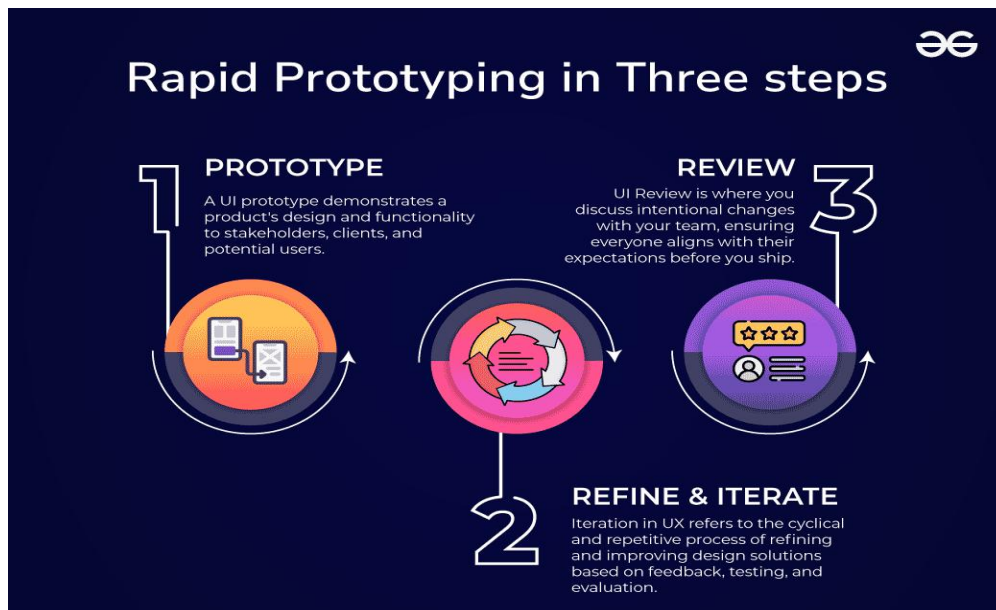 Rapid Prototyping in Three steps
1
PROTOTYPE
A UI prototype demonstrates a
product's design and functionality
to stakeholders, clients, and
potential users.
2
REFINE & ITERATE
Iteration in UX refers to the cyclical
and repetitive process of refining
and improving design solutions
based on feedback, testing, and
evaluation.
3
REVIEW
UI Review is where you
discuss intentional changes
with your team, ensuring
everyone aligns with their
expectations before you ship.